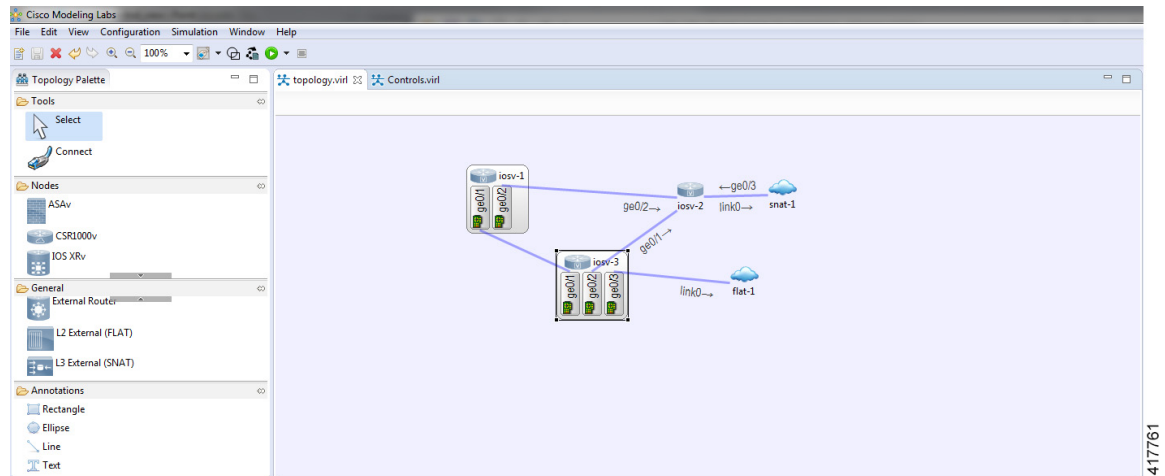 Cisco Modeling Labs
File Edit View Configuration Simulation Window Help
100%
Topology Palette
topology.virl
Controls.virl
Tools
Select
Connect
Nodes
ASAv
CSR1000v
IOS XRv
General
External Router
L2 External (FLAT)
L3 External (SNAT)
Annotations
Rectangle
Ellipse
Line
Text
iosv-1
ge0/1
ge0/2
ge0/2→
iosv-2
←ge0/3
link0→
snat-1
ge0/1→
iosv-3
ge0/1
ge0/2
ge0/3
link0→
flat-1
417761